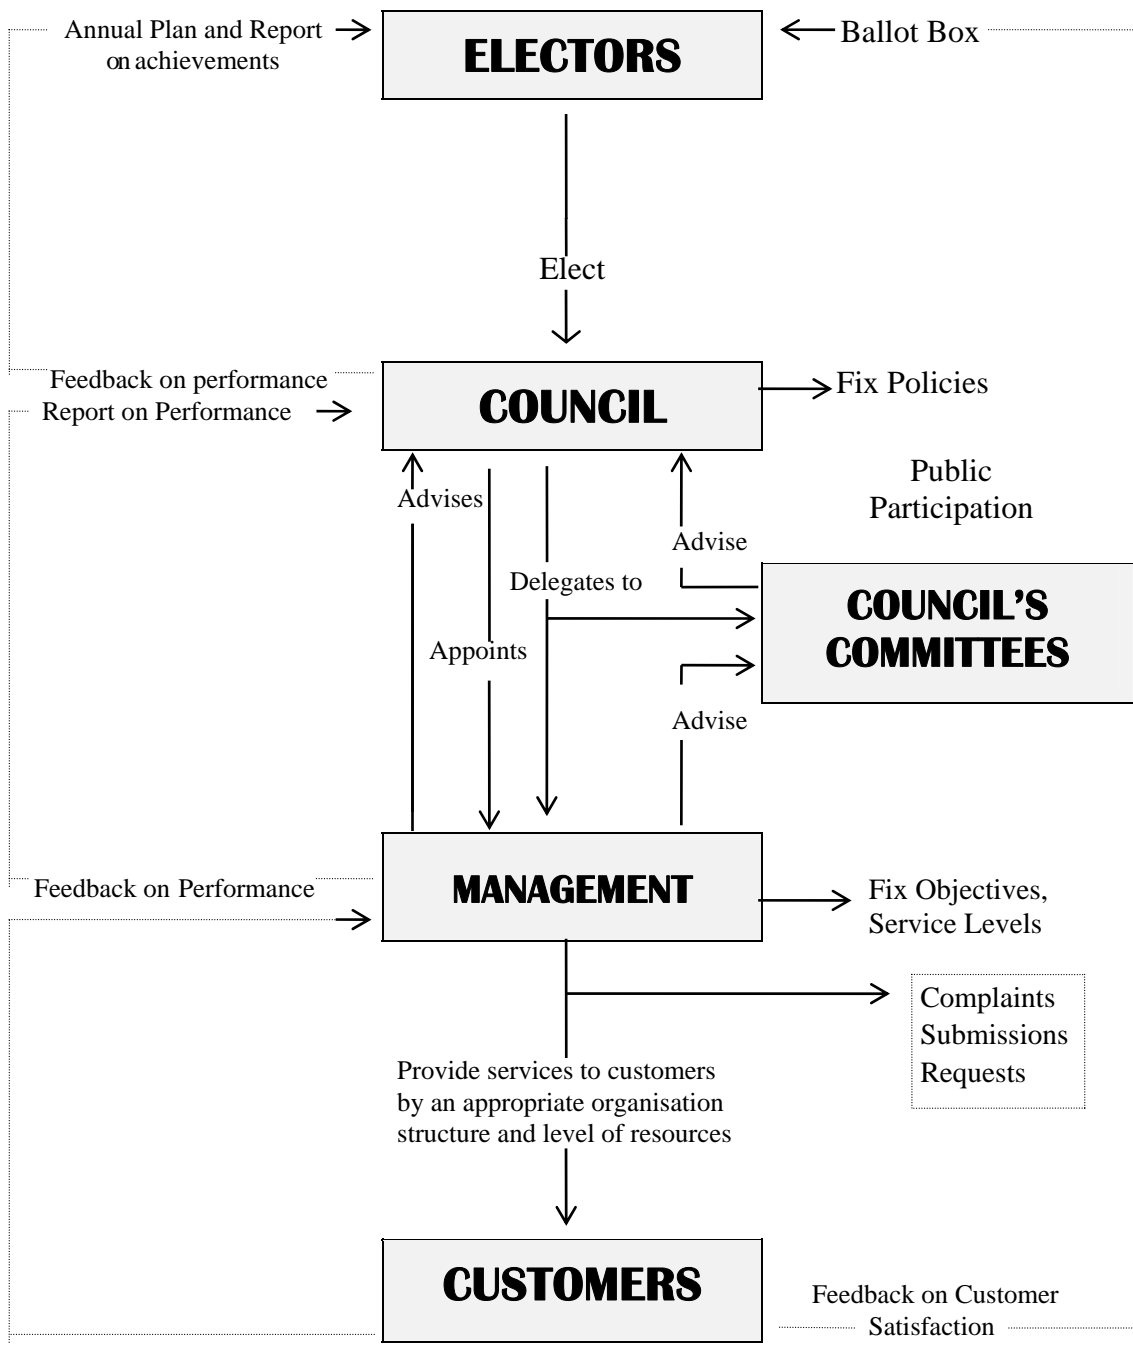 Annual Plan and Report
on achievements
ELECTORS
Ballot Box
Elect
Feedback on performance
Report on Performance
COUNCIL
Fix Policies
Public
Participation
Advises
Advise
Delegates to
COUNCIL’S
COMMITTEES
Appoints
Advise
Feedback on Performance
MANAGEMENT
Fix Objectives,
Service Levels
Complaints
Submissions
Requests
Provide services to customers
by an appropriate organisation
structure and level of resources
CUSTOMERS
Feedback on Customer
Satisfaction